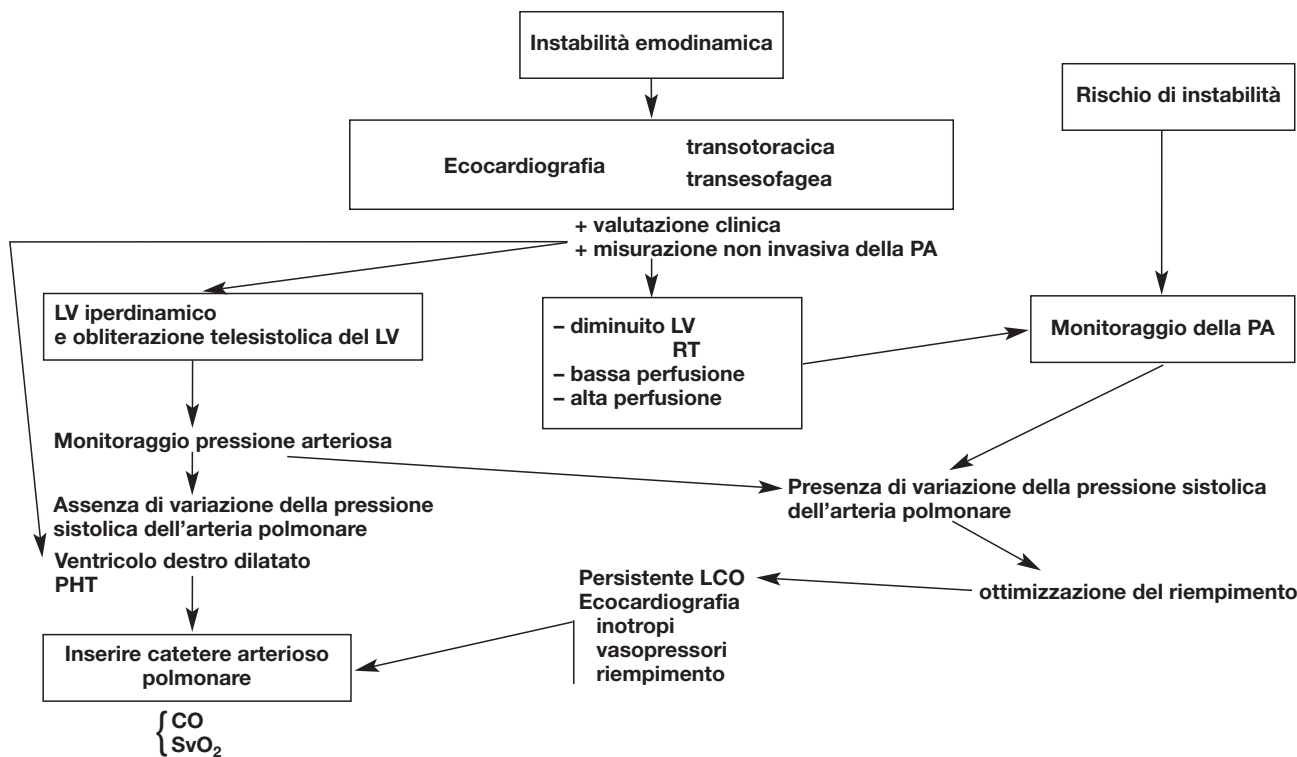 Instabilità emodinamica
Rischio di instabilità
Ecocardiografia
transotoracica
transesofagea
+ valutazione clinica
+ misurazione non invasiva della PA
LV iperdinamico
e obliterazione telesistolica del LV
– diminuito LV
RT
– bassa perfusione
– alta perfusione
Monitoraggio della PA
Monitoraggio pressione arteriosa
Assenza di variazione della pressione
sistolica dell'arteria polmonare
Presenza di variazione della pressione sistolica
dell'arteria polmonare
Ventricolo destro dilatato
PHT
Persistente LCO
Ecocardiografia
inotropi
vasopressori
riempimento
ottimizzazione del riempimento
Inserire catetere arterioso
polmonare
{ CO
SvO₂